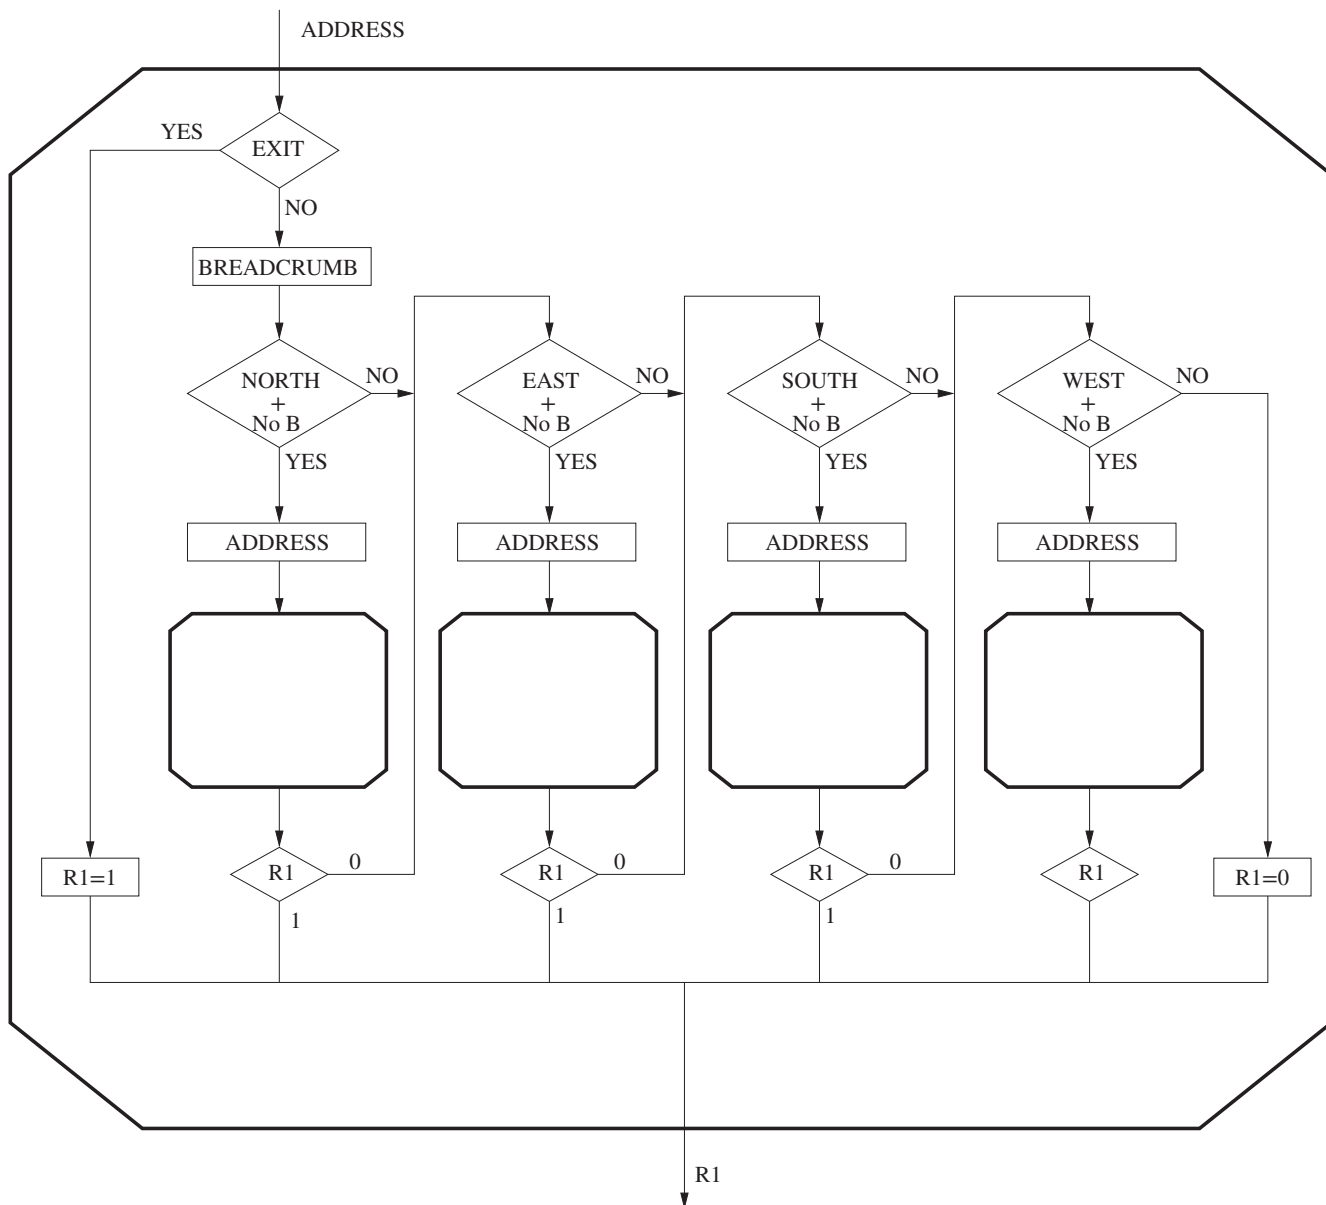 ADDRESS
YES
EXIT
NO
BREADCRUMB
NORTH
+
No B
NO
YES
ADDRESS
R1
0
1
EAST
+
No B
NO
YES
ADDRESS
R1
0
1
SOUTH
+
No B
NO
YES
ADDRESS
R1
0
1
WEST
+
No B
NO
YES
ADDRESS
R1
R1=1
R1=0
R1